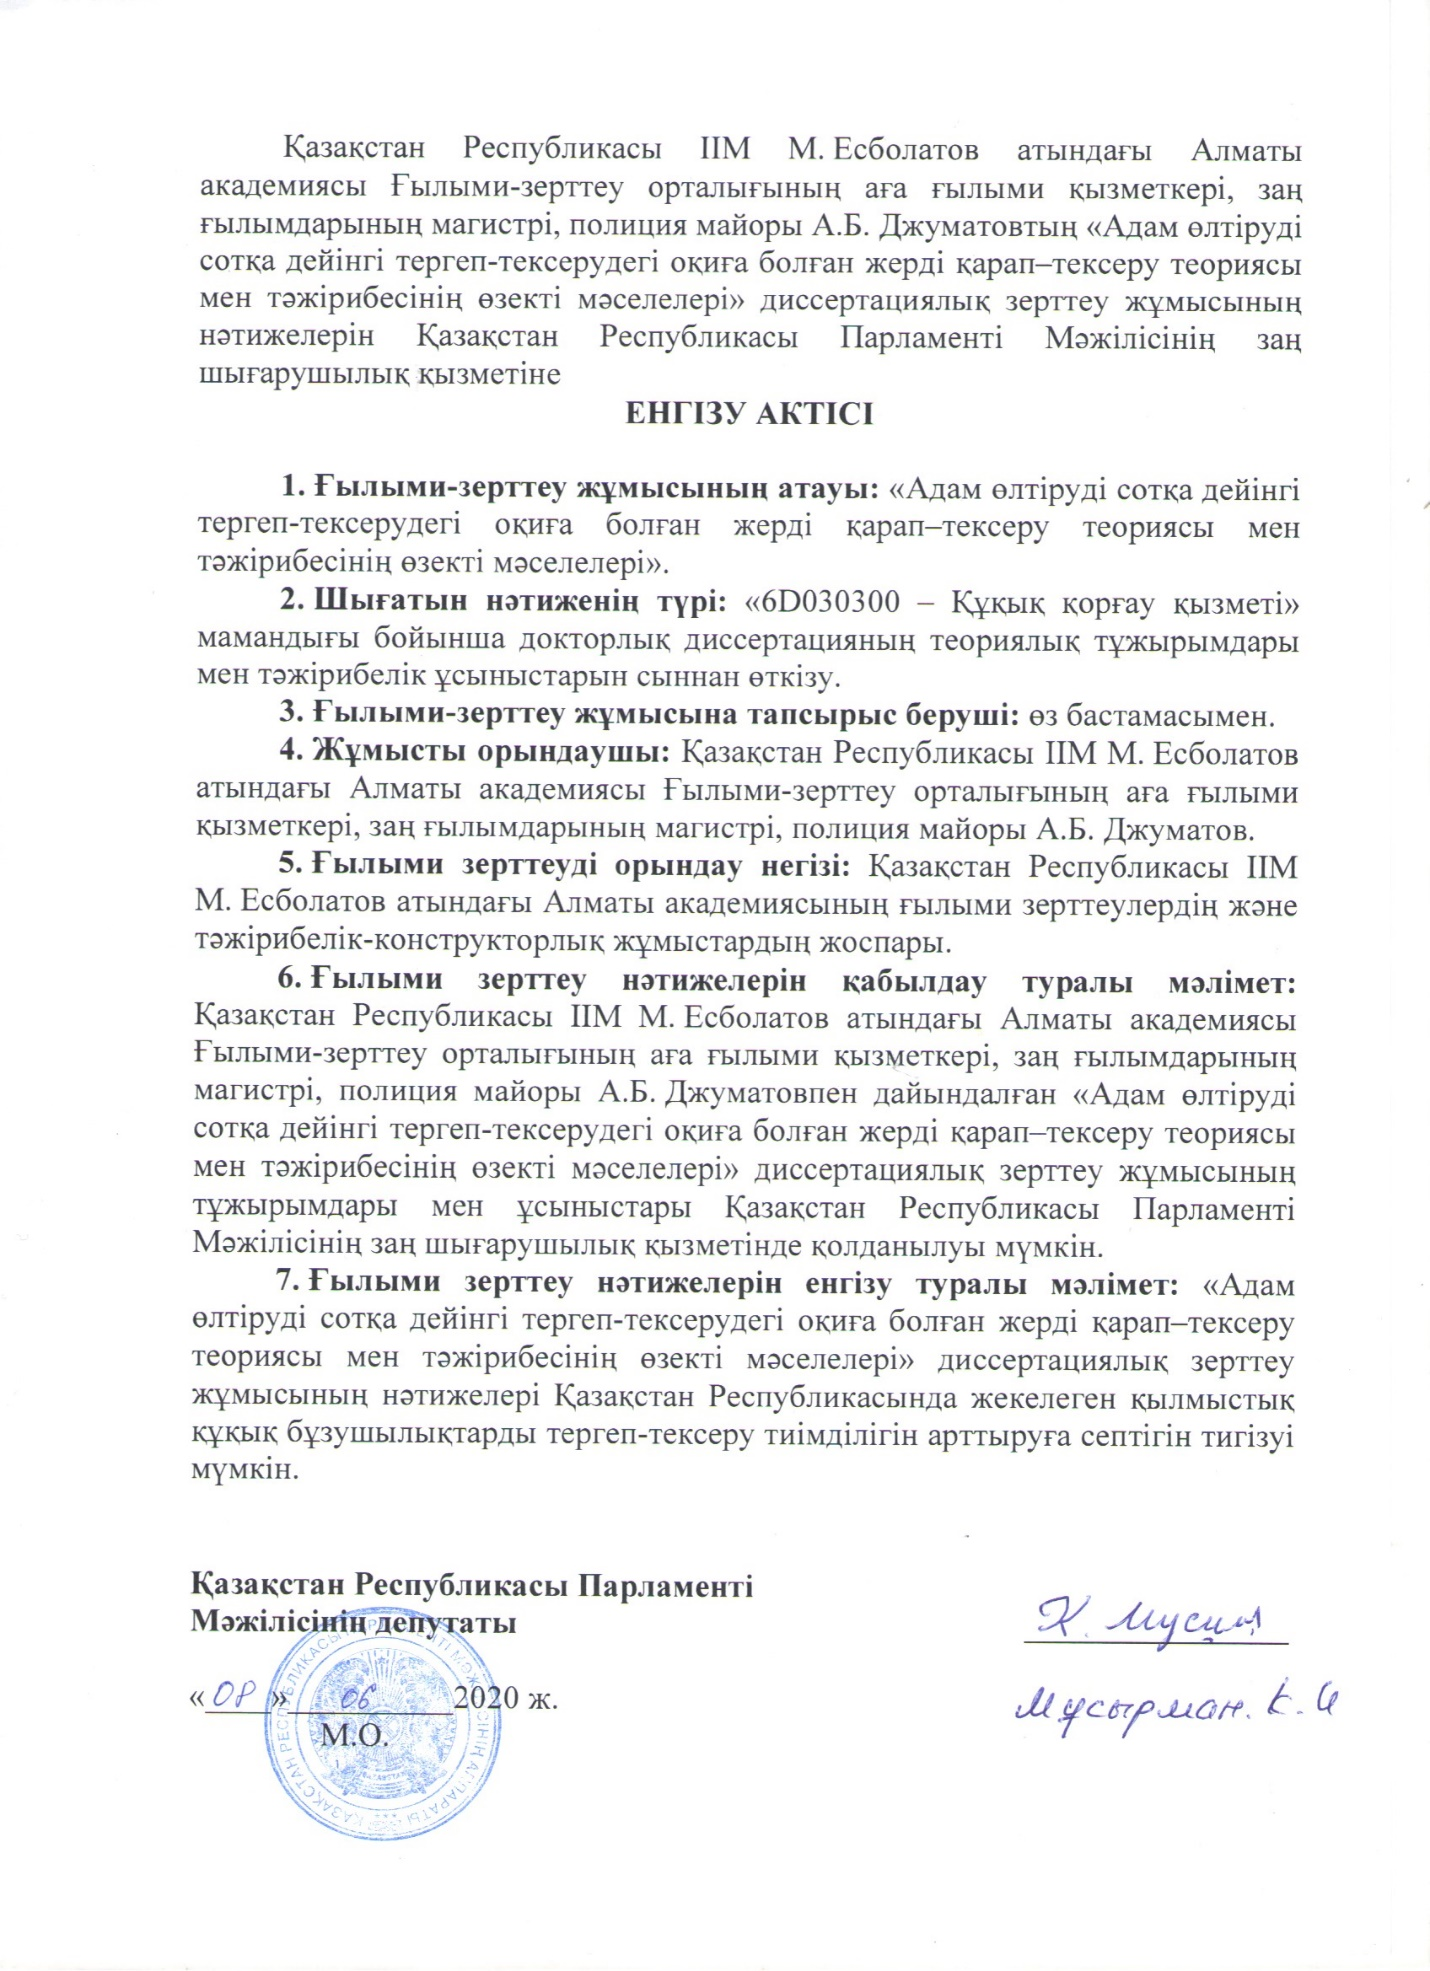 Қазақстан Республикасы ІІМ М. Есболатов атындағы Алматы
академиясы Ғылыми-зерттеу орталығының аға ғылыми қызметкері, заң
ғылымдарының магистрі, полиция майоры А.Б. Джуматовтың «Адам өлтіруді
сотқа дейінгі тергеп-тексерудегі оқиға болған жерді қарап–тексеру теориясы
мен тәжірибесінің өзекті мәселелері» диссертациялық зерттеу жұмысының
нәтижелерін Қазақстан Республикасы Парламенті Мәжілісінің заң
шығарушылық қызметіне
ЕНГІЗУ АКТІСІ
1. Ғылыми-зерттеу жұмысының атауы: «Адам өлтіруді сотқа дейінгі
тергеп-тексерудегі оқиға болған жерді қарап–тексеру теориясы мен
тәжірибесінің өзекті мәселелері».
2. Шығатын нәтиженің түрі: «6D030300 – Құқық қорғау қызметі»
мамандығы бойынша докторлық диссертацияның теориялық тұжырымдары
мен тәжірибелік ұсыныстарын сыннан өткізу.
3. Ғылыми-зерттеу жұмысына тапсырыс беруші: өз бастамасымен.
4. Жұмысты орындаушы: Қазақстан Республикасы ІІМ М. Есболатов
атындағы Алматы академиясы Ғылыми-зерттеу орталығының аға ғылыми
қызметкері, заң ғылымдарының магистрі, полиция майоры А.Б. Джуматов.
5. Ғылыми зерттеуді орындау негізі: Қазақстан Республикасы ІІМ
М. Есболатов атындағы Алматы академиясының ғылыми зерттеулердің және
тәжірибелік-конструкторлық жұмыстардың жоспары.
6. Ғылыми зерттеу нәтижелерін қабылдау туралы мәлімет:
Қазақстан Республикасы ІІМ М. Есболатов атындағы Алматы академиясы
Ғылыми-зерттеу орталығының аға ғылыми қызметкері, заң ғылымдарының
магистрі, полиция майоры А.Б. Джуматовпен дайындалған «Адам өлтіруді
сотқа дейінгі тергеп-тексерудегі оқиға болған жерді қарап–тексеру теориясы
мен тәжірибесінің өзекті мәселелері» диссертациялық зерттеу жұмысының
тұжырымдары мен ұсыныстары Қазақстан Республикасы Парламенті
Мәжілісінің заң шығарушылық қызметінде қолданылуы мүмкін.
7. Ғылыми зерттеу нәтижелерін енгізу туралы мәлімет: «Адам
өлтіруді сотқа дейінгі тергеп-тексерудегі оқиға болған жерді қарап–тексеру
теориясы мен тәжірибесінің өзекті мәселелері» диссертациялық зерттеу
жұмысының нәтижелері Қазақстан Республикасында жекелеген қылмыстық
құқық бұзушылықтарды тергеп-тексеру тиімділігін арттыруға септігін тигізуі
мүмкін.
Қазақстан Республикасы Парламенті
Мәжілісінің депутаты
«08» 06 2020 ж.
М.О.
Мұсырман. К. С
ҚАЗАҚСТАН РЕСПУБЛИКАСЫ ПАРЛАМЕНТІ МӘЖІЛІСІНІҢ АППАРАТЫ